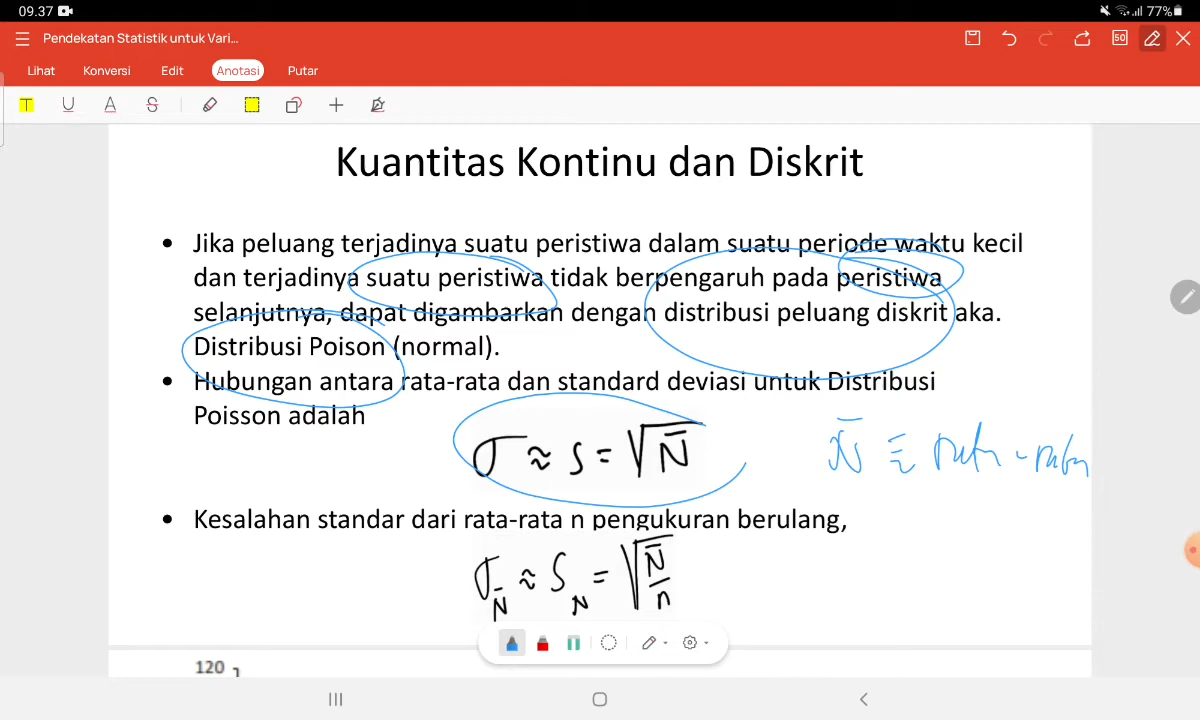 09.37 77%
Pendekatan Statistik untuk Vari... 50
Lihat Konversi Edit Anotasi Putar
T U A S
Kuantitas Kontinu dan Diskrit
• Jika peluang terjadinya suatu peristiwa dalam suatu periode waktu kecil
dan terjadinya suatu peristiwa tidak berpengaruh pada peristiwa
selanjutnya, dapat digambarkan dengan distribusi peluang diskrit aka.
Distribusi Poison (normal).
• Hubungan antara rata-rata dan standard deviasi untuk Distribusi
Poisson adalah
σ ≈ s = √N̄
N̄ ≡ rata-rata
• Kesalahan standar dari rata-rata n pengukuran berulang,
σ_N̄ ≈ S_N = √(N̄/n)
120